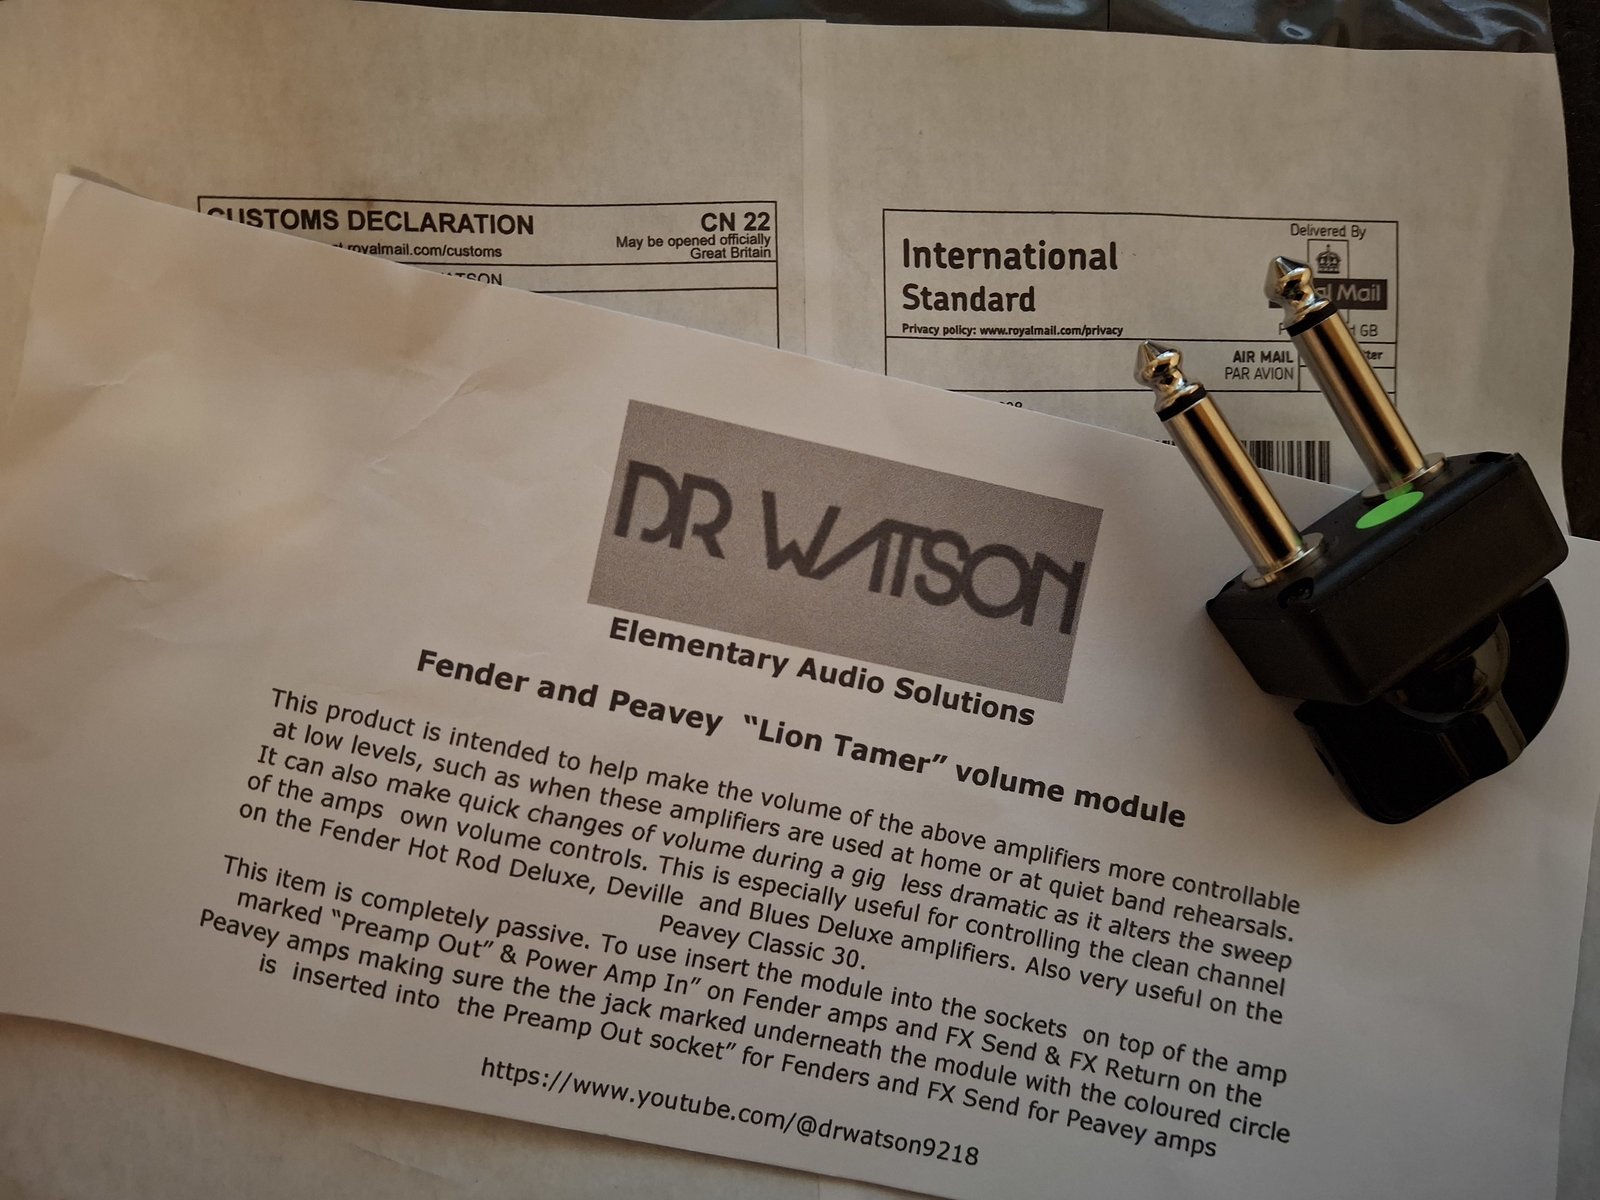 CUSTOMS DECLARATION
CN 22
royalmail.com/customs
May be opened officially
Great Britain
International
Standard
Privacy policy: www.royalmail.com/privacy
Delivered By
Mail
GB
AIR MAIL
PAR AVION
DR WATSON
Elementary Audio Solutions
Fender and Peavey “Lion Tamer” volume module
This product is intended to help make the volume of the above amplifiers more controllable
at low levels, such as when these amplifiers are used at home or at quiet band rehearsals.
It can also make quick changes of volume during a gig less dramatic as it alters the sweep
of the amps own volume controls. This is especially useful for controlling the clean channel
on the Fender Hot Rod Deluxe, Deville and Blues Deluxe amplifiers. Also very useful on the
Peavey Classic 30.
This item is completely passive. To use insert the module into the sockets on top of the amp
marked “Preamp Out” & Power Amp In” on Fender amps and FX Send & FX Return on the
Peavey amps making sure the the jack marked underneath the module with the coloured circle
is inserted into the Preamp Out socket” for Fenders and FX Send for Peavey amps
https://www.youtube.com/@drwatson9218